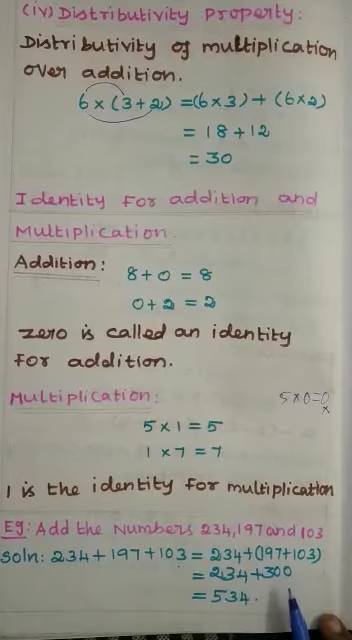 (iv) Distributivity Property:
Distributivity of multiplication
over addition.
6 × (3+2) = (6×3) + (6×2)
= 18 + 12
= 30
Identity for addition and
Multiplication.
Addition:
8 + 0 = 8
0 + 2 = 2
zero is called an identity
for addition.
Multiplication:
5 × 0 = 0
×
5 × 1 = 5
1 × 7 = 7
1 is the identity for multiplication
Eg: Add the Numbers 234, 197 and 103
Soln: 234 + 197 + 103 = 234 + (197 + 103)
= 234 + 300
= 534.